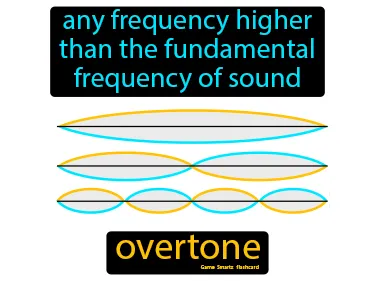 any frequency higher
than the fundamental
frequency of sound
overtone
Game Smartz flashcard